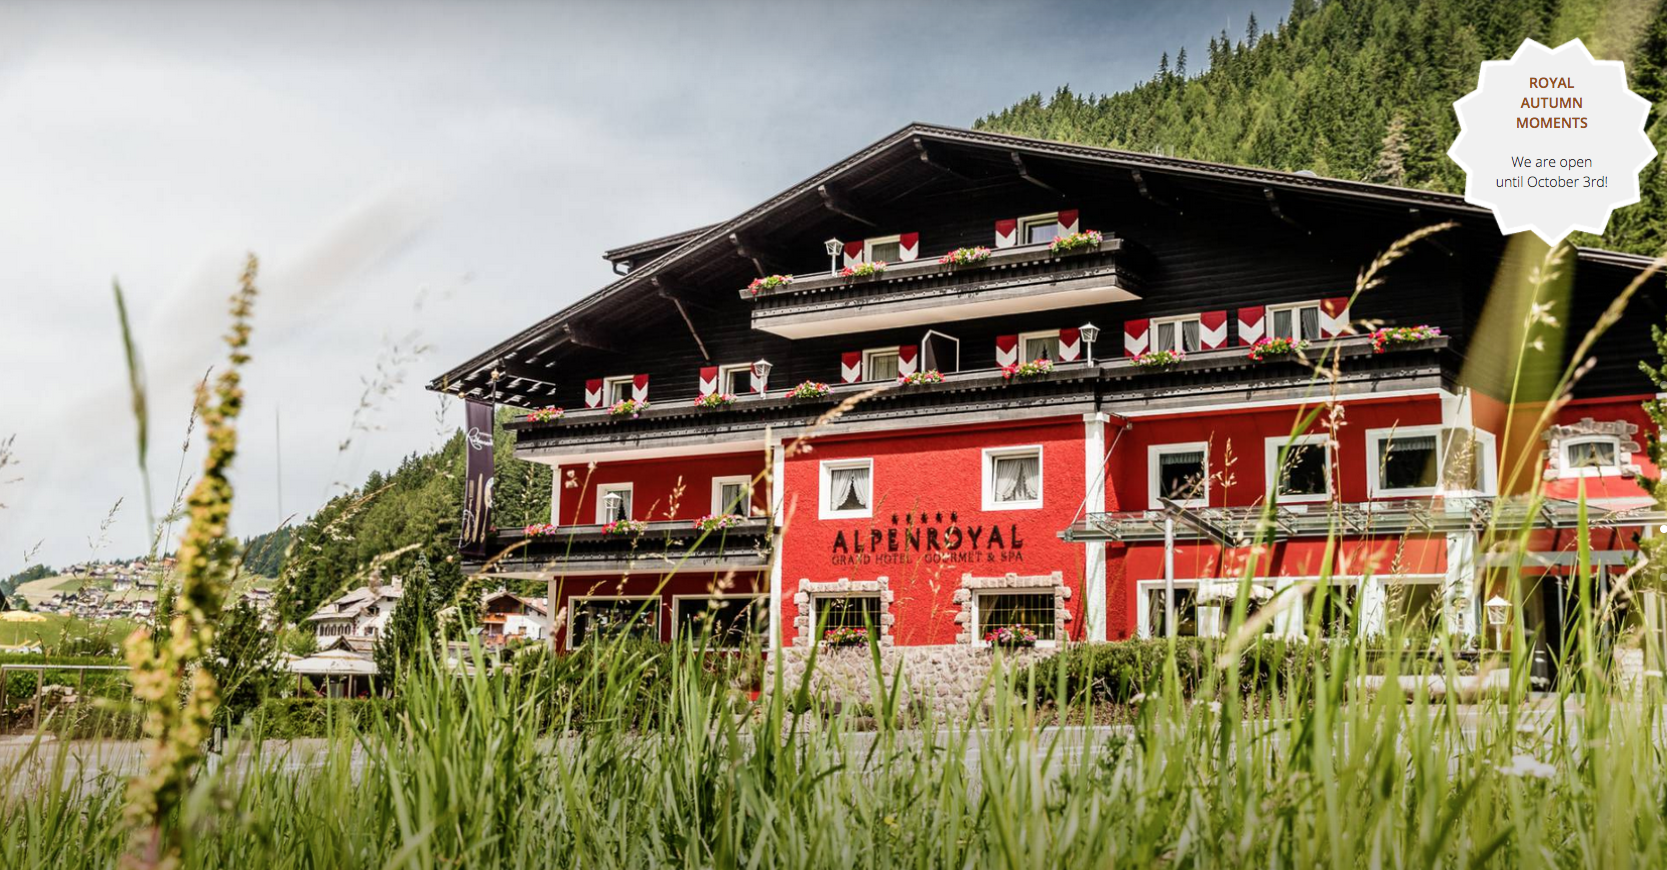 ROYAL
AUTUMN
MOMENTS
We are open
until October 3rd!
ALPENROYAL
GRAND HOTEL GOURMET & SPA